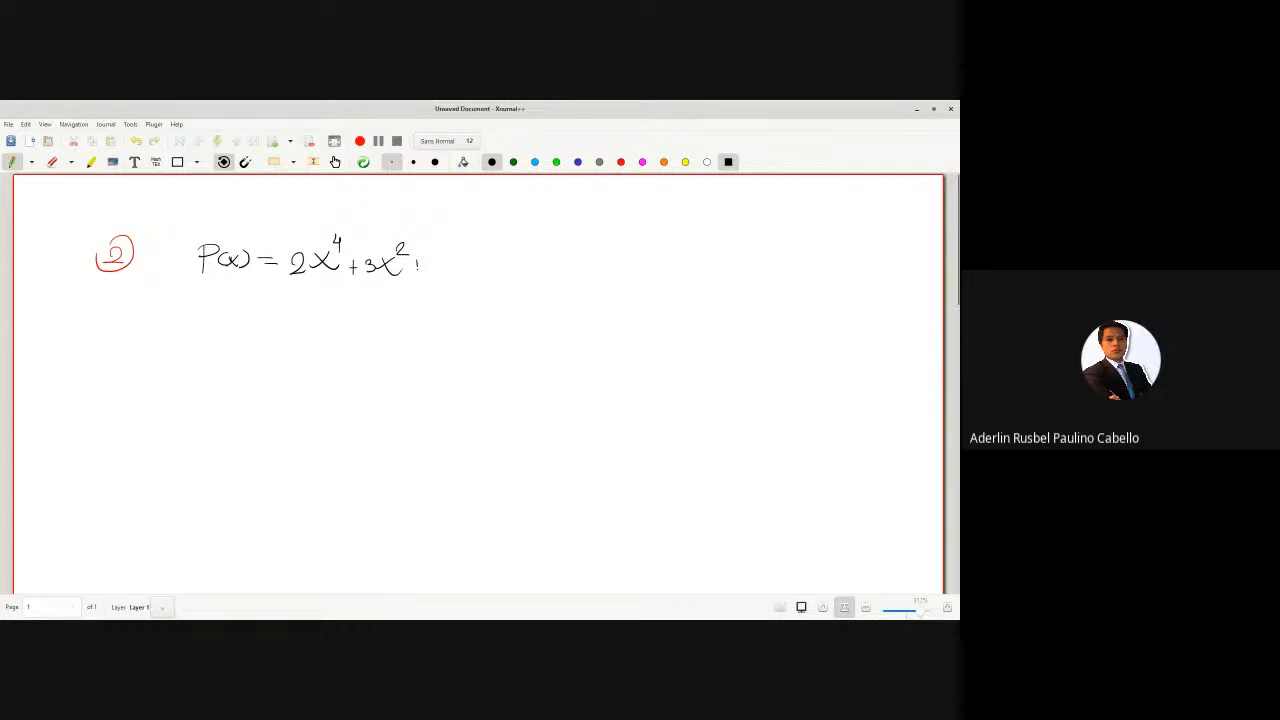 Unsaved Document - Xournal++
File Edit View Navigation Journal Tools Plugin Help
Sans Normal 12
② P(x) = 2x⁴ + 3x²
Aderlin Rusbel Paulino Cabello
Page 1 of 1 Layer Layer 1 312%